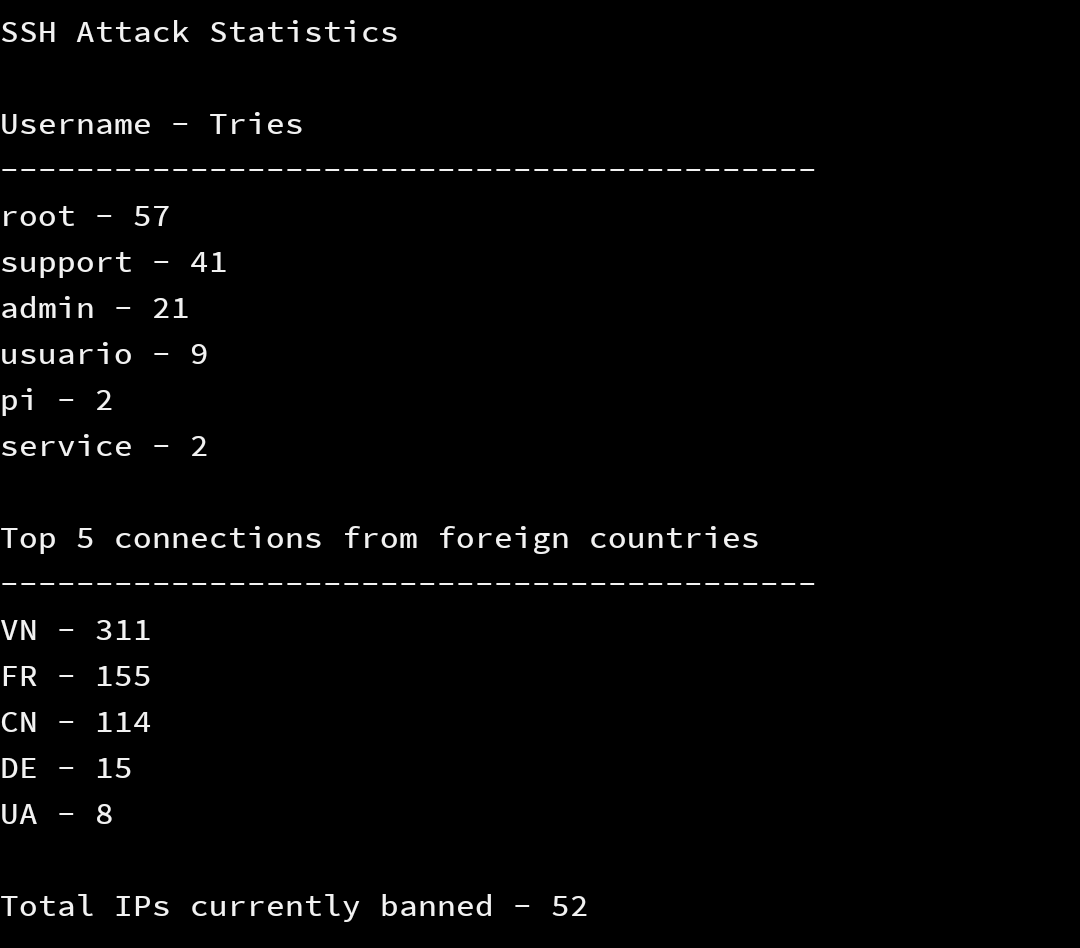 SSH Attack Statistics
Username - Tries
-------------------------------------------
root - 57
support - 41
admin - 21
usuario - 9
pi - 2
service - 2
Top 5 connections from foreign countries
-------------------------------------------
VN - 311
FR - 155
CN - 114
DE - 15
UA - 8
Total IPs currently banned - 52